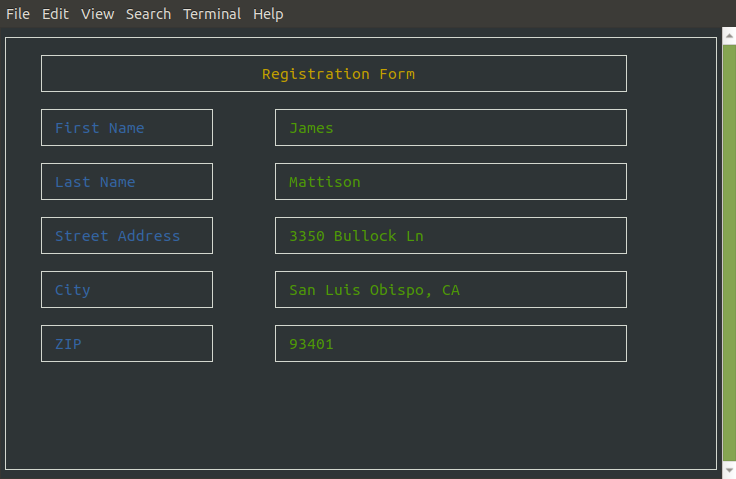 File Edit View Search Terminal Help
Registration Form
First Name James
Last Name Mattison
Street Address 3350 Bullock Ln
City San Luis Obispo, CA
ZIP 93401